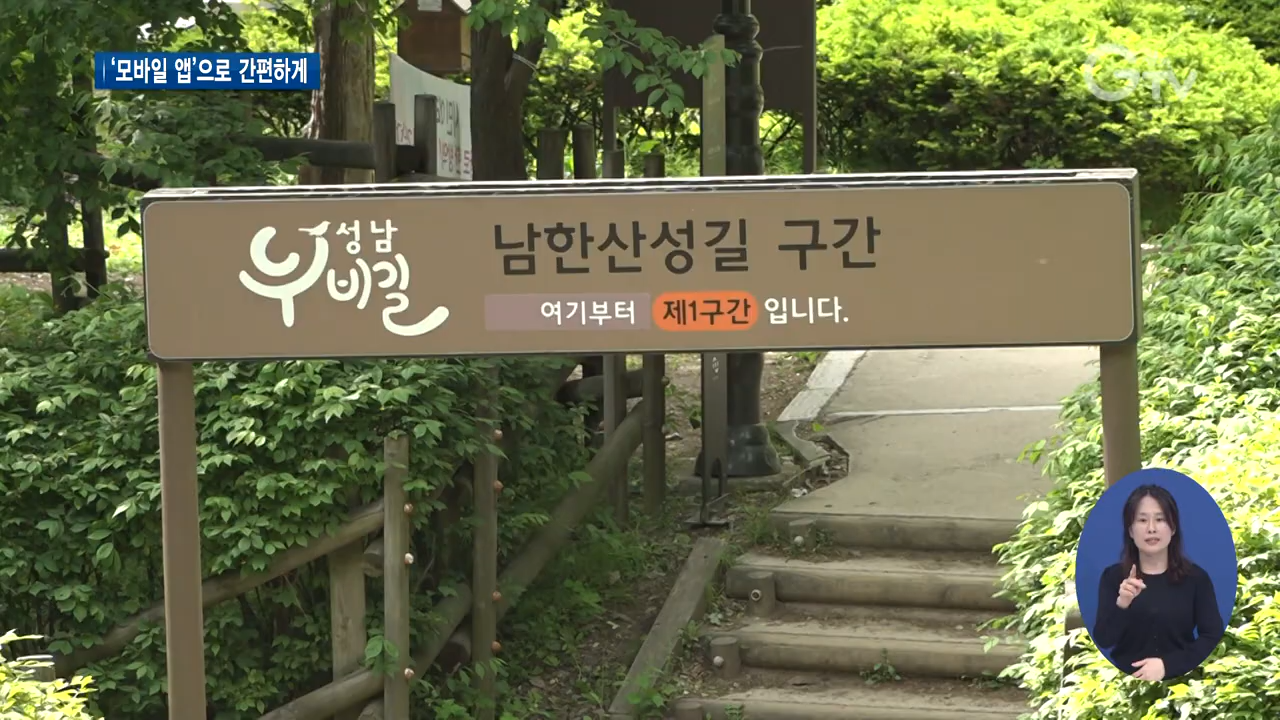 '모바일 앱'으로 간편하게
GTV
성남
누비길
남한산성길 구간
여기부터 제1구간 입니다.